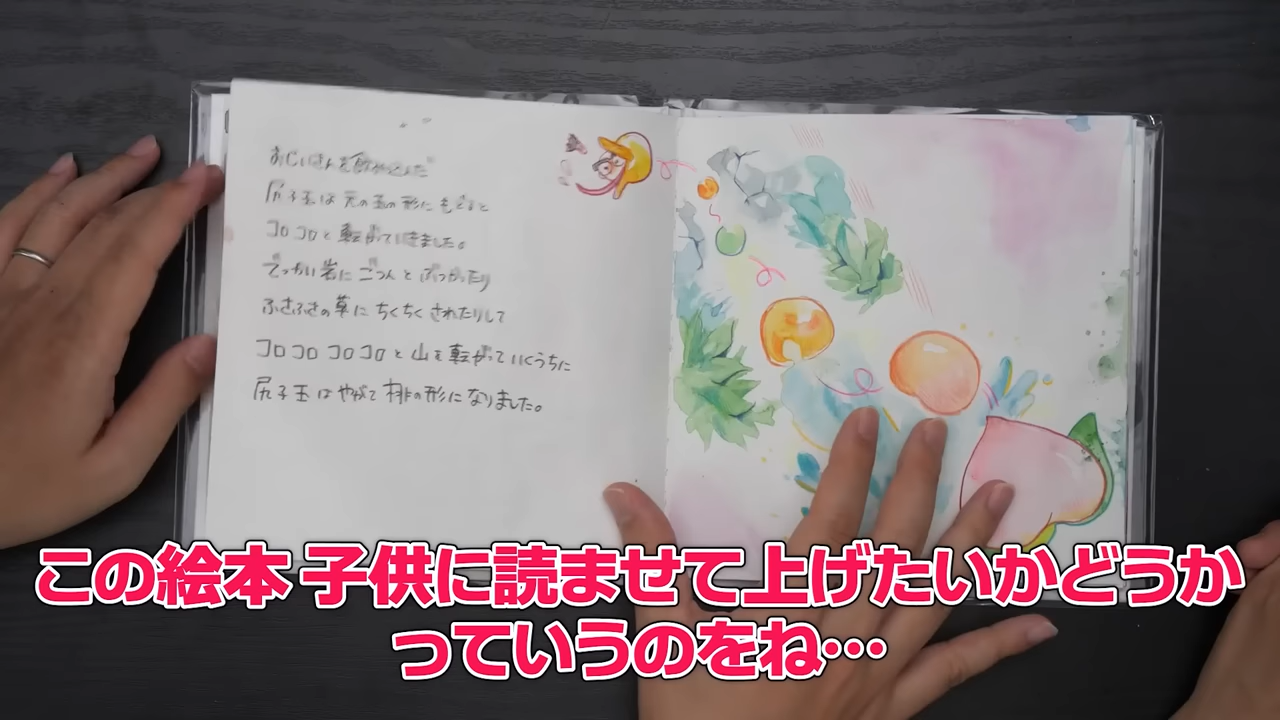 おじいさんを飲み込んだ
尻子玉は元の玉の形にもどると
コロコロと転がっていきました。
でっかい岩にごつんとぶつかったり
ふさふさの草にちくちくされたりして
コロコロコロコロと山を転がっていくうちに
尻子玉はやがて桃の形になりました。
この絵本 子供に読ませて上げたいかどうか
っていうのをね…